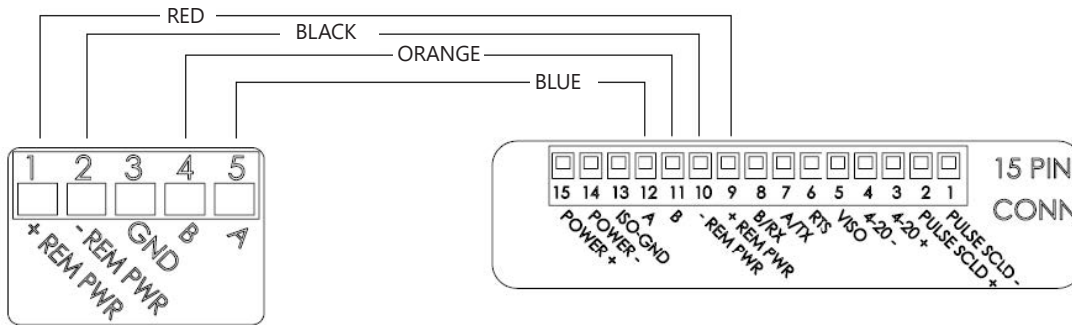 RED
BLACK
ORANGE
BLUE
1 2 3 4 5
+ REM PWR
- REM PWR
GND
B
A
15 14 13 12 11 10 9 8 7 6 5 4 3 2 1
POWER +
POWER -
ISO-GND
A
B
- REM PWR
+ REM PWR
B/RX
A/TX
RTS
VISO
4-20 -
4-20 +
PULSE SCLD +
PULSE SCLD -
15 PIN
CONN